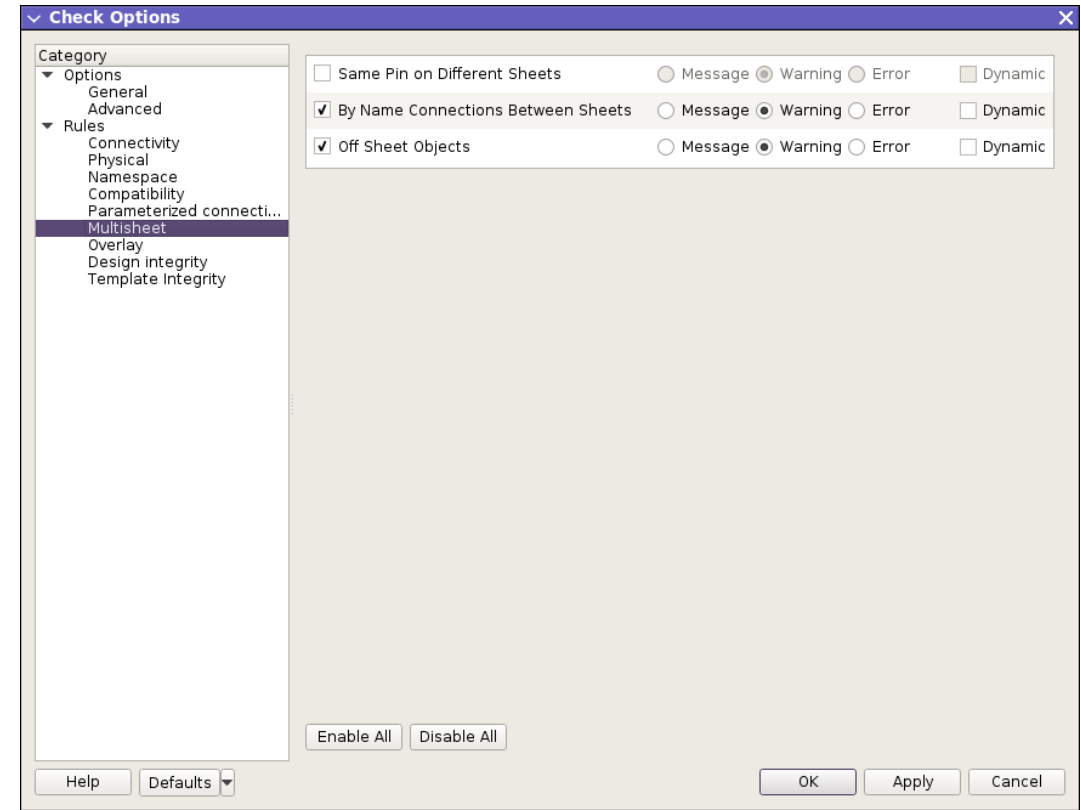 Check Options
Category
Options
General
Advanced
Rules
Connectivity
Physical
Namespace
Compatibility
Parameterized connecti...
Multisheet
Overlay
Design integrity
Template Integrity
Same Pin on Different Sheets Message Warning Error Dynamic
By Name Connections Between Sheets Message Warning Error Dynamic
Off Sheet Objects Message Warning Error Dynamic
Enable All Disable All
Help Defaults OK Apply Cancel